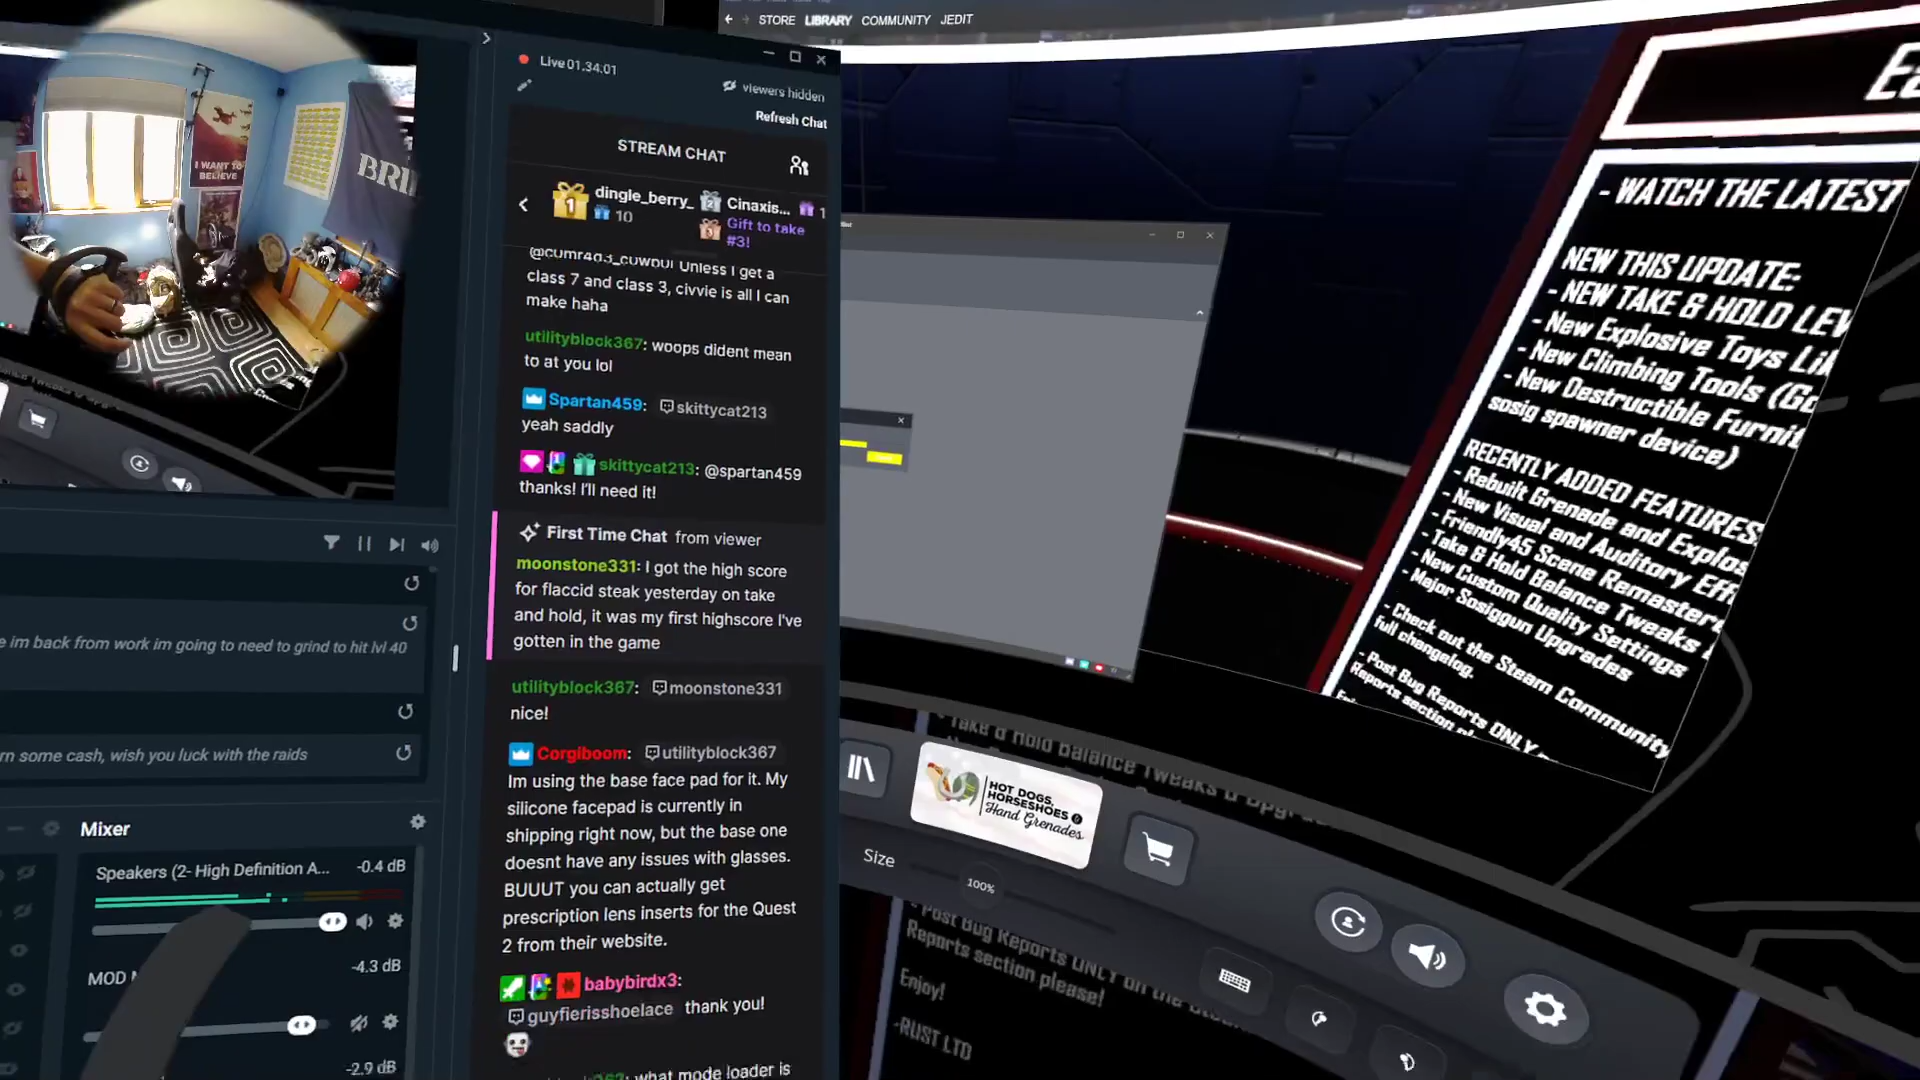 STORE LIBRARY COMMUNITY JEDIT
Live 01.34.01
viewers hidden
Refresh Chat
STREAM CHAT
dingle_berry_
10
Cinaxis...
1
Gift to take
#3!
I WANT TO
BELIEVE
class 7 and class 3, civvie is all I can
make haha
utilityblock367: woops dident mean
to at you lol
Spartan459: skittycat213
yeah saddly
skittycat213: @spartan459
thanks! I'll need it!
First Time Chat from viewer
moonstone331: I got the high score
for flaccid steak yesterday on take
and hold, it was my first highscore I've
gotten in the game
utilityblock367: moonstone331
nice!
Corglboom: utilityblock367
Im using the base face pad for it. My
silicone facepad is currently in
shipping right now, but the base one
doesnt have any issues with glasses.
BUUUT you can actually get
prescription lens inserts for the Quest
2 from their website.
babybirdx3:
guyfierisshoelace thank you!
what mode loader is
e im back from work im going to need to grind to hit lvl 40
rn some cash, wish you luck with the raids
Mixer
Speakers (2- High Definition A... -0.4 dB
MOD
-4.3 dB
-2.9 dB
- WATCH THE LATEST
NEW THIS UPDATE:
- NEW TAKE & HOLD LEV
- New Explosive Toys Lik
- New Climbing Tools (Go
- New Destructible Furnit
sosig spawner device)
RECENTLY ADDED FEATURES:
- Rebuilt Grenade and Explos
- New Visual and Auditory Eff
- Friendly45 Scene Remastere
- Take & Hold Balance Tweaks
- New Custom Quality Settings
- Major Sosiggun Upgrades
- Check out the Steam Community
full changelog.
- Post Bug Reports ONLY
Reports section
HOT DOGS,
HORSESHOES &
Hand Grenades
Size
100%
- Post Bug Reports ONLY on the
Reports section please!
Enjoy!
-RUST LTD